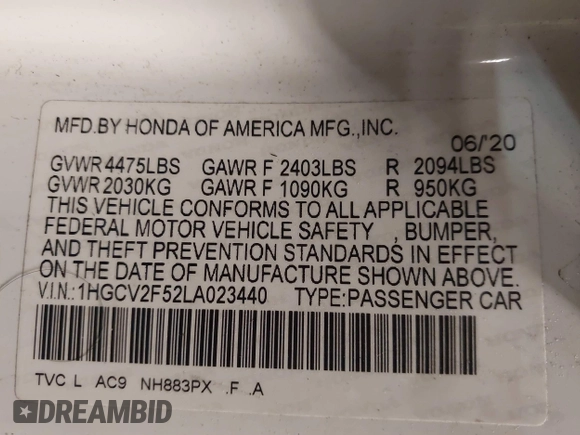 MFD.BY HONDA OF AMERICA MFG.,INC.
06/'20
GVWR 4475LBS GAWR F 2403LBS R 2094LBS
GVWR 2030KG GAWR F 1090KG R 950KG
THIS VEHICLE CONFORMS TO ALL APPLICABLE
FEDERAL MOTOR VEHICLE SAFETY , BUMPER,
AND THEFT PREVENTION STANDARDS IN EFFECT
ON THE DATE OF MANUFACTURE SHOWN ABOVE.
V.I.N.:1HGCV2F52LA023440 TYPE:PASSENGER CAR
TVC L AC9 NH883PX .F .A
DREAMBID